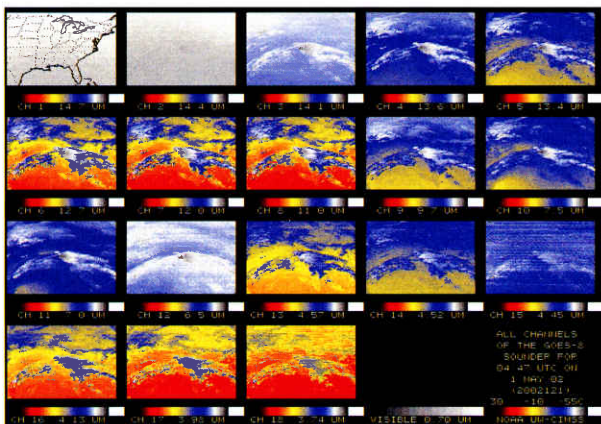 CH 1 14.7 UM
CH 2 14.4 UM
CH 3 14.1 UM
CH 4 13.6 UM
CH 5 13.4 UM
CH 6 12.7 UM
CH 7 12.0 UM
CH 8 11.0 UM
CH 9 9.7 UM
CH 10 7.5 UM
CH 11 7.0 UM
CH 12 6.5 UM
CH 13 4.57 UM
CH 14 4.52 UM
CH 15 4.45 UM
CH 16 4.13 UM
CH 17 3.98 UM
CH 18 3.74 UM
VISIBLE 0.70 UM
ALL CHANNELS
OF THE GOES-8
SOUNDER FOR
04:47 UTC ON
1 MAY 02
(2002121)
30 -10 -55C
NOAA UW-CIMSS